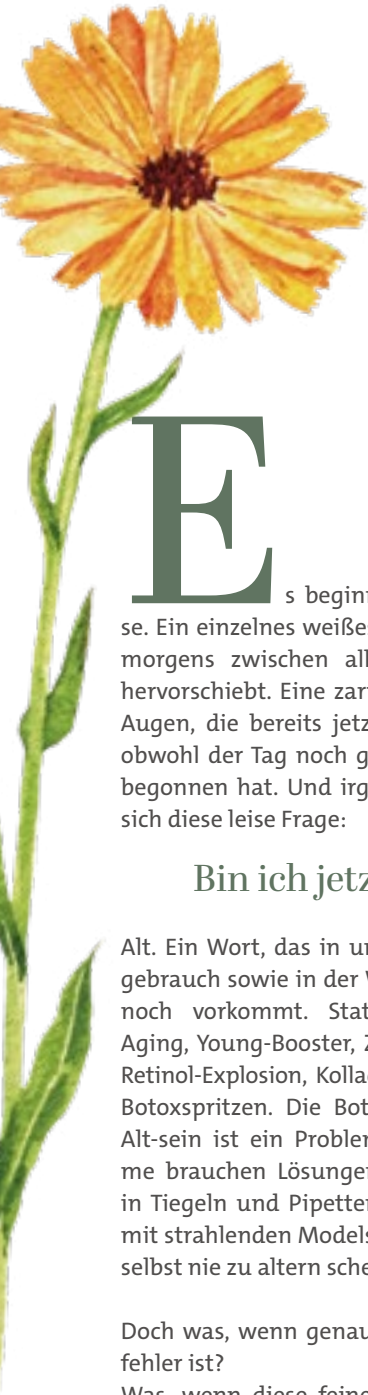 Es begin
se. Ein einzelnes weiße
morgens zwischen all
hervorschiebt. Eine zar
Augen, die bereits jetz
obwohl der Tag noch g
begonnen hat. Und irg
sich diese leise Frage:
Bin ich jetz
Alt. Ein Wort, das in u
gebrauch sowie in der
noch vorkommt. Stat
Aging, Young-Booster,
Retinol-Explosion, Kolla
Botoxspritzen. Die Bot
Alt-sein ist ein Proble
me brauchen Lösunge
in Tiegeln und Pipette
mit strahlenden Models
selbst nie zu altern sche
Doch was, wenn genau
fehler ist?
Was, wenn diese feine